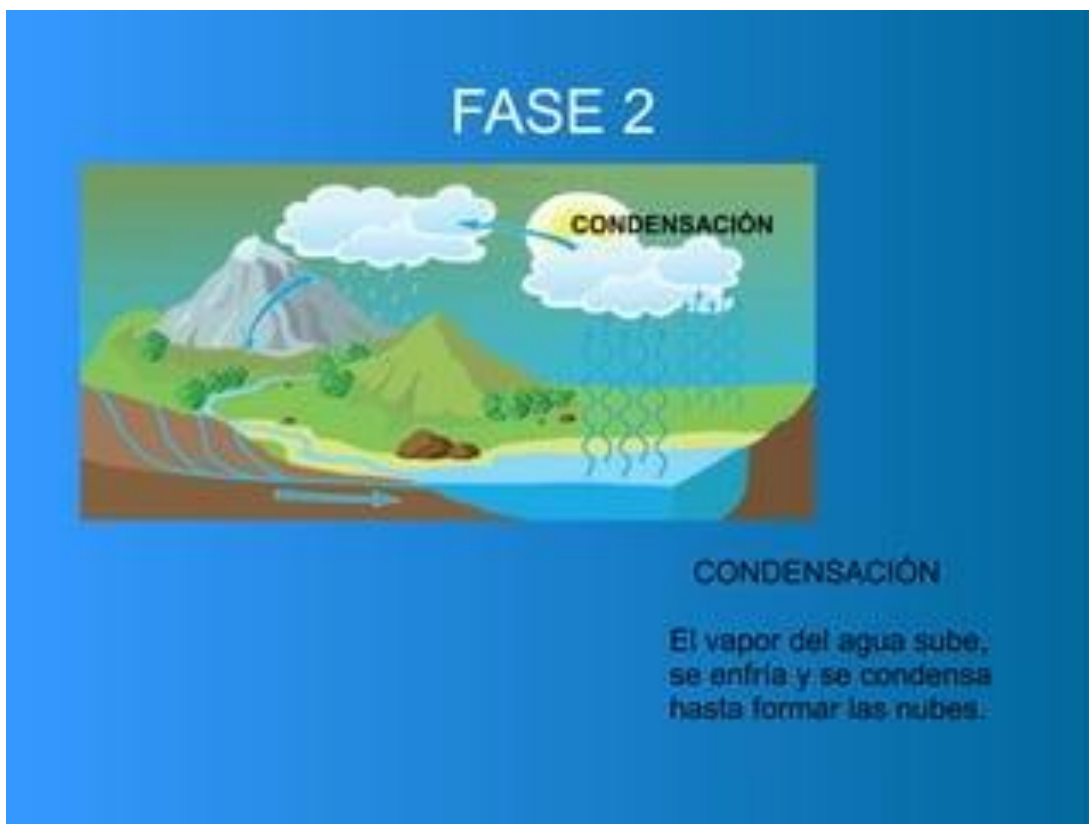 FASE 2
CONDENSACIÓN
CONDENSACIÓN
El vapor del agua sube,
se enfría y se condensa
hasta formar las nubes.